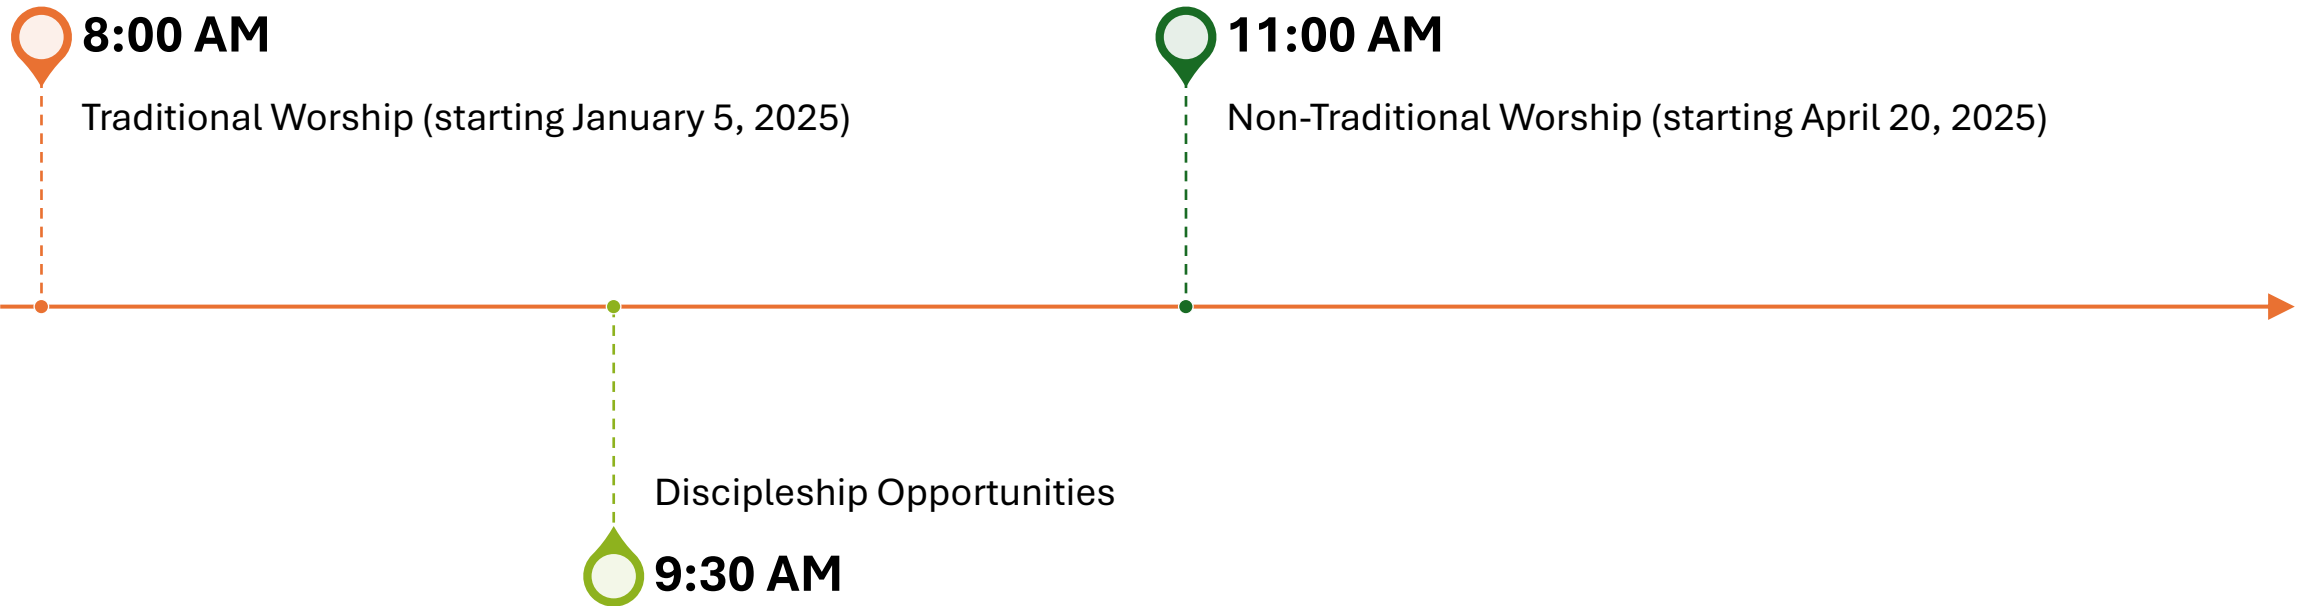 8:00 AM
Traditional Worship (starting January 5, 2025)
11:00 AM
Non-Traditional Worship (starting April 20, 2025)
Discipleship Opportunities
9:30 AM